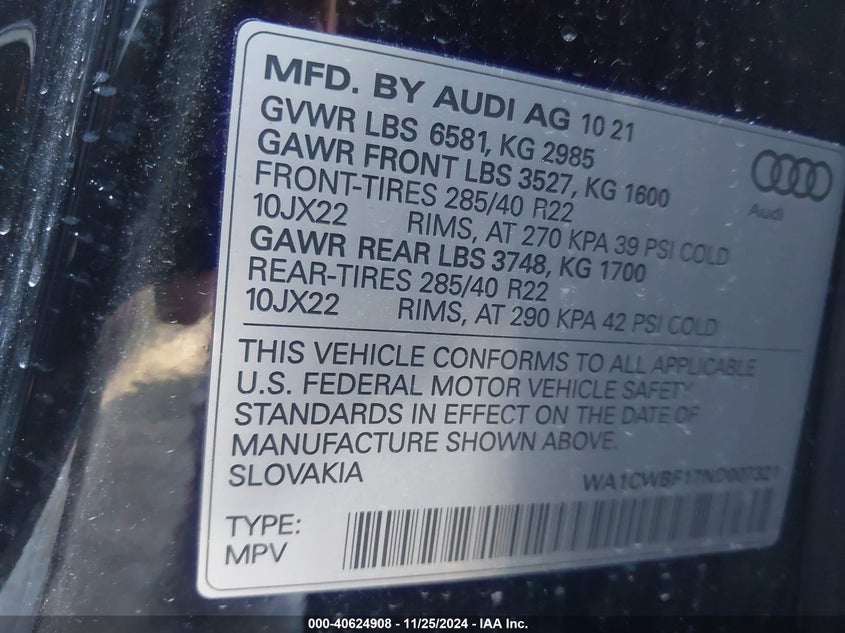 MFD. BY AUDI AG 10 21
GVWR LBS 6581, KG 2985
GAWR FRONT LBS 3527, KG 1600
FRONT-TIRES 285/40 R22
10JX22 RIMS, AT 270 KPA 39 PSI COLD
GAWR REAR LBS 3748, KG 1700
REAR-TIRES 285/40 R22
10JX22 RIMS, AT 290 KPA 42 PSI COLD
Audi
THIS VEHICLE CONFORMS TO ALL APPLICABLE
U.S. FEDERAL MOTOR VEHICLE SAFETY
STANDARDS IN EFFECT ON THE DATE OF
MANUFACTURE SHOWN ABOVE.
SLOVAKIA WA1CWBF17ND007321
TYPE:
MPV
000-40624908 - 11/25/2024 - IAA Inc.